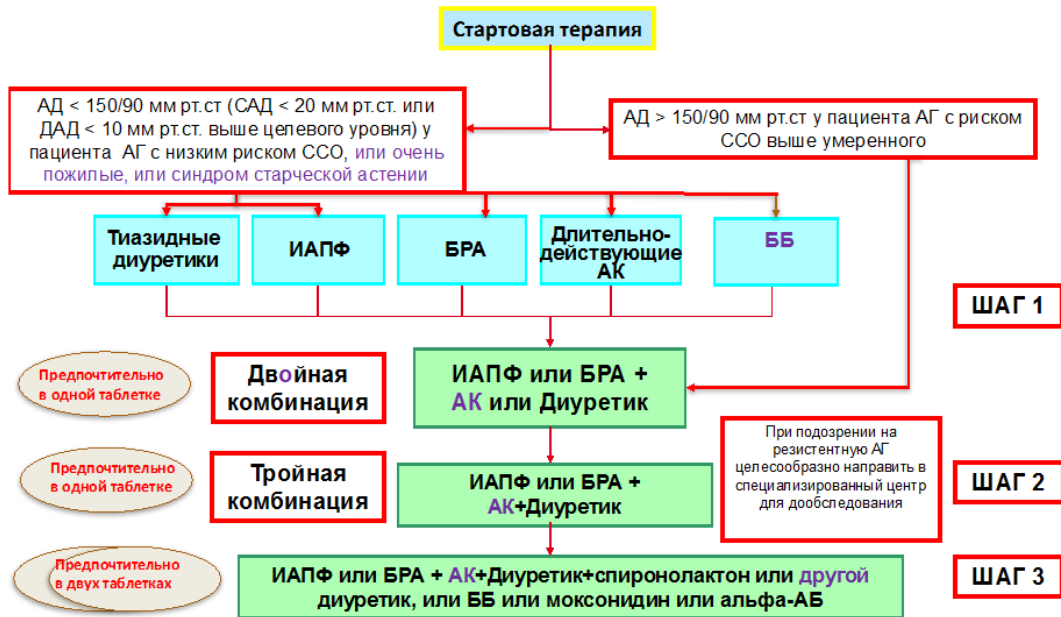 Стартовая терапия
АД < 150/90 мм рт.ст (САД < 20 мм рт.ст. или
ДАД < 10 мм рт.ст. выше целевого уровня) у
пациента АГ с низким риском ССО, или очень
пожилые, или синдром старческой астении
АД > 150/90 мм рт.ст у пациента АГ с риском
ССО выше умеренного
Тиазидные
диуретики
ИАПФ
БРА
Длительно-
действующие
АК
ББ
ШАГ 1
Предпочтительно
в одной таблетке
Двойная
комбинация
ИАПФ или БРА +
АК или Диуретик
Предпочтительно
в одной таблетке
Тройная
комбинация
ИАПФ или БРА +
АК+Диуретик
При подозрении на
резистентную АГ
целесообразно направить в
специализированный центр
для дообследования
ШАГ 2
Предпочтительно
в двух таблетках
ИАПФ или БРА + АК+Диуретик+спиронолактон или другой
диуретик, или ББ или моксонидин или альфа-АБ
ШАГ 3